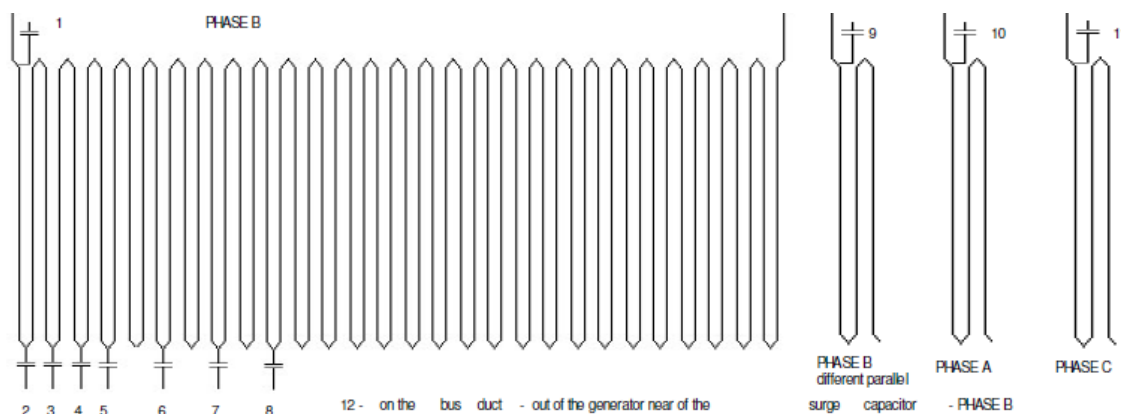 1 PHASE B 9 10 1
PHASE B PHASE A PHASE C
different parallel
2 3 4 5 6 7 8 12 - on the bus duct - out of the generator near of the surge capacitor - PHASE B